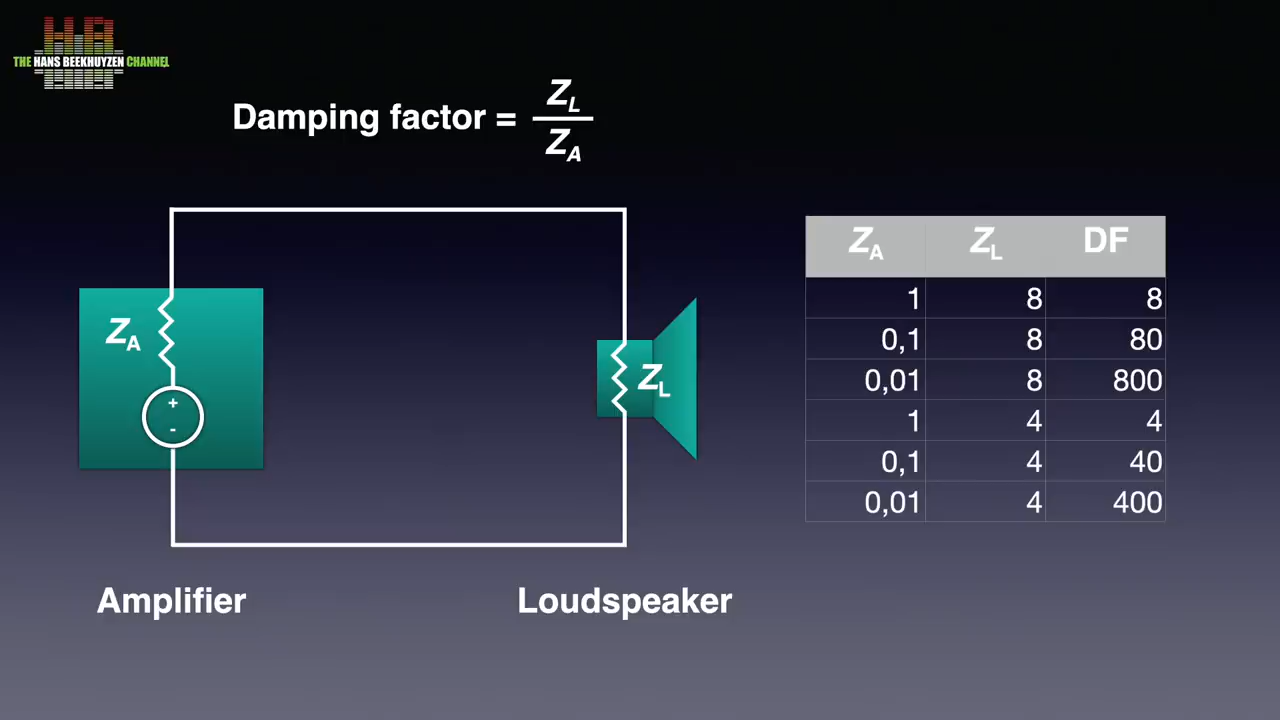 THE HANS BEEKHUYZEN CHANNEL
Damping factor = Z_L / Z_A
Z_A Z_L DF
1 8 8
0,1 8 80
0,01 8 800
1 4 4
0,1 4 40
0,01 4 400
Z_A
+
-
Z_L
Amplifier Loudspeaker